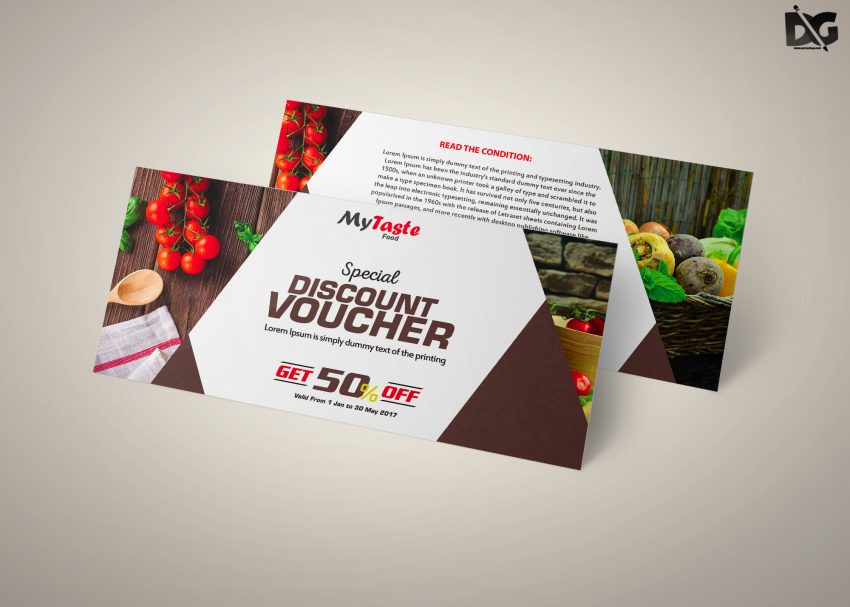 DG
READ THE CONDITION:
Lorem Ipsum is simply dummy text of the printing and typesetting industry.
Lorem Ipsum has been the industry's standard dummy text ever since the
1500s, when an unknown printer took a galley of type and scrambled it to
make a type specimen book. It has survived not only five centuries, but also
the leap into electronic typesetting, remaining essentially unchanged. It was
popularised in the 1960s with the release of Letraset sheets containing Lorem
Ipsum passages, and more recently with desktop publishing software like
MyTaste
Food
Special
DISCOUNT
VOUCHER
Lorem Ipsum is simply dummy text of the printing
GET 50% OFF
Valid From 1 Jan to 30 May 2017